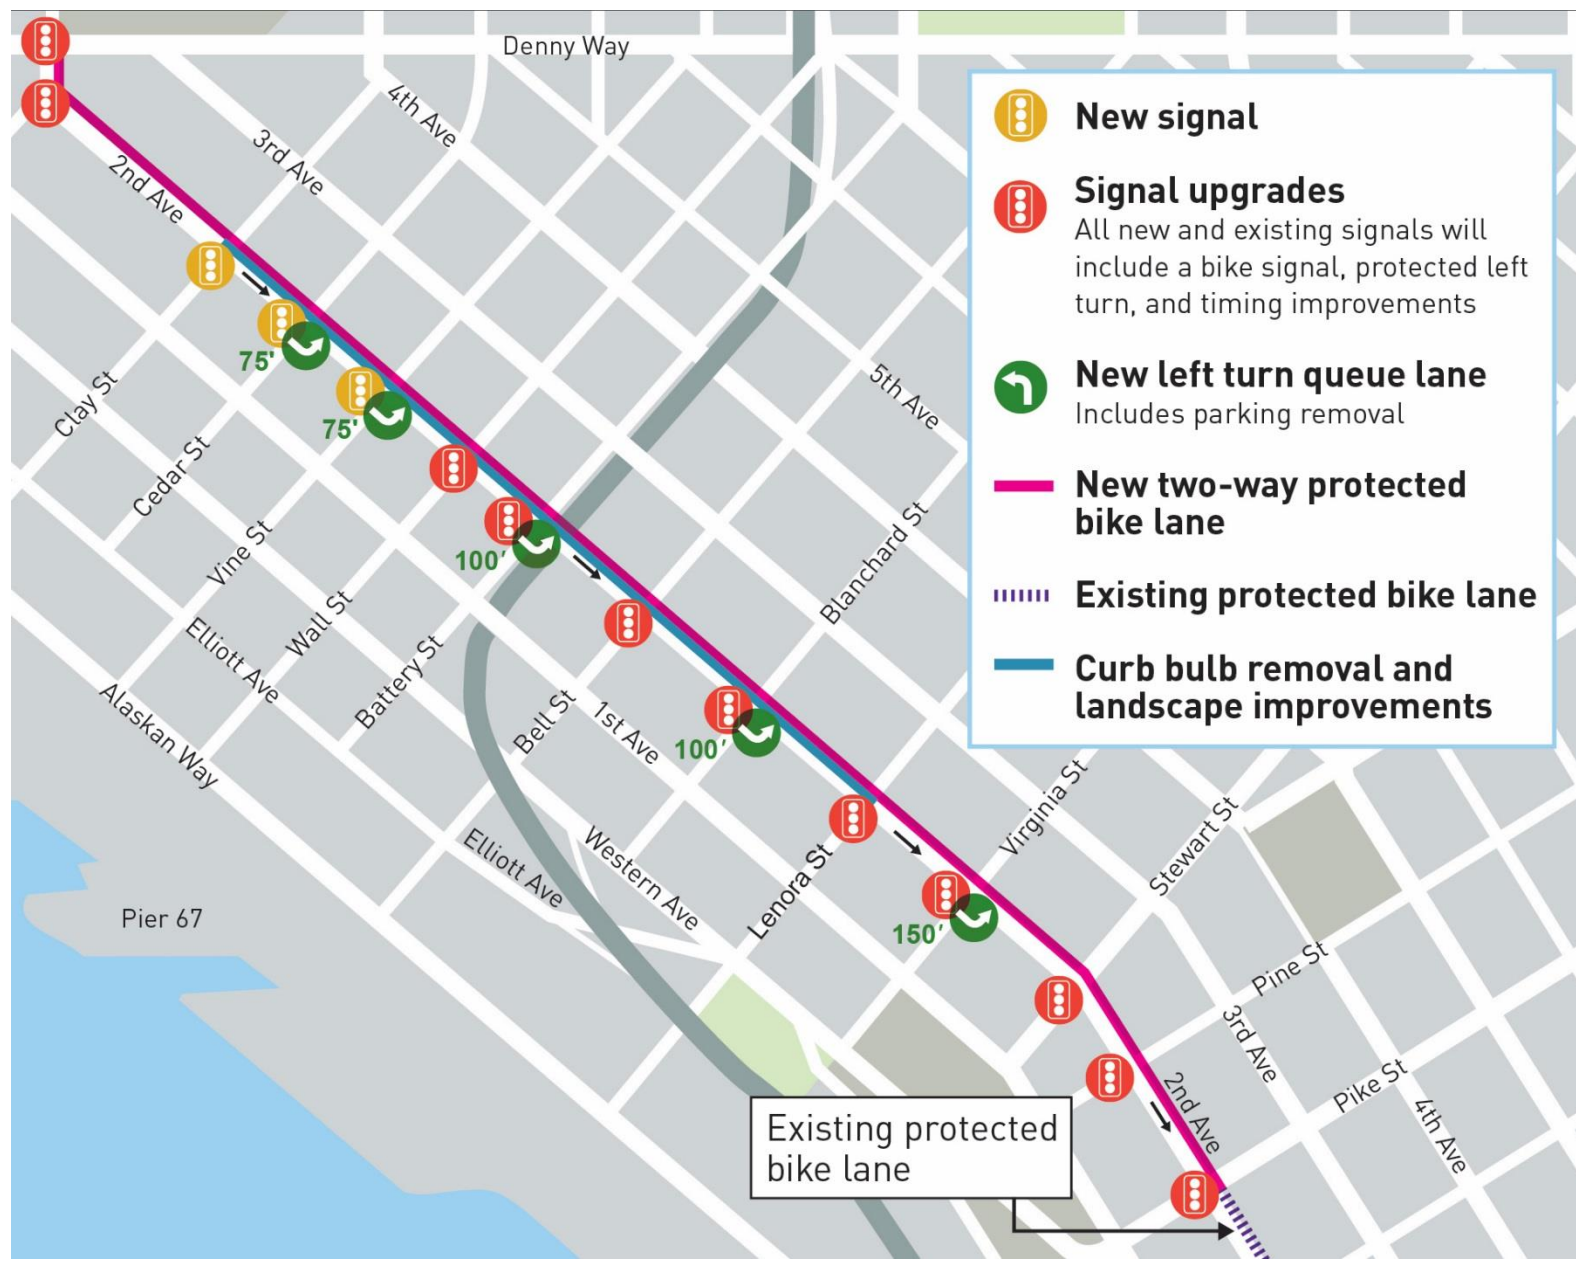 Denny Way
4th Ave
3rd Ave
2nd Ave
New signal
Signal upgrades
All new and existing signals will
include a bike signal, protected left
turn, and timing improvements
New left turn queue lane
Includes parking removal
New two-way protected
bike lane
Existing protected bike lane
Curb bulb removal and
landscape improvements
75'
75'
100'
100'
150'
5th Ave
Clay St
Cedar St
Vine St
Wall St
Battery St
Bell St
Blanchard St
Lenora St
Virginia St
Stewart St
Pine St
Pike St
Elliott Ave
Alaskan Way
1st Ave
Elliott Ave
Western Ave
Pier 67
3rd Ave
2nd Ave
4th Ave
Existing protected
bike lane